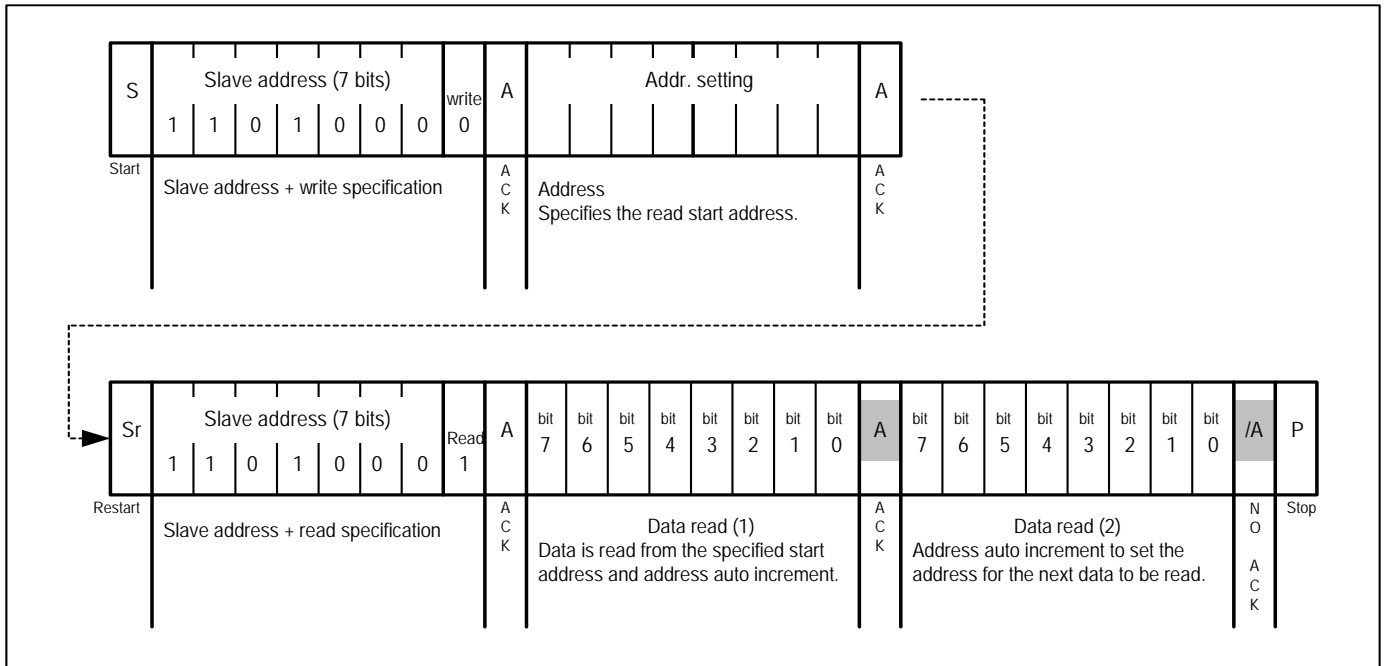 S
Slave address (7 bits)
write
A
Addr. setting
A
1 1 0 1 0 0 0 0
Start
Slave address + write specification
A
C
K
Address
Specifies the read start address.
A
C
K
Sr
Slave address (7 bits)
Read
A
bit bit bit bit bit bit bit bit
7 6 5 4 3 2 1 0
A
bit bit bit bit bit bit bit bit
7 6 5 4 3 2 1 0
/A
P
1 1 0 1 0 0 0 1
Restart
Slave address + read specification
A
C
K
Data read (1)
Data is read from the specified start
address and address auto increment.
A
C
K
Data read (2)
Address auto increment to set the
address for the next data to be read.
N
O
A
C
K
Stop